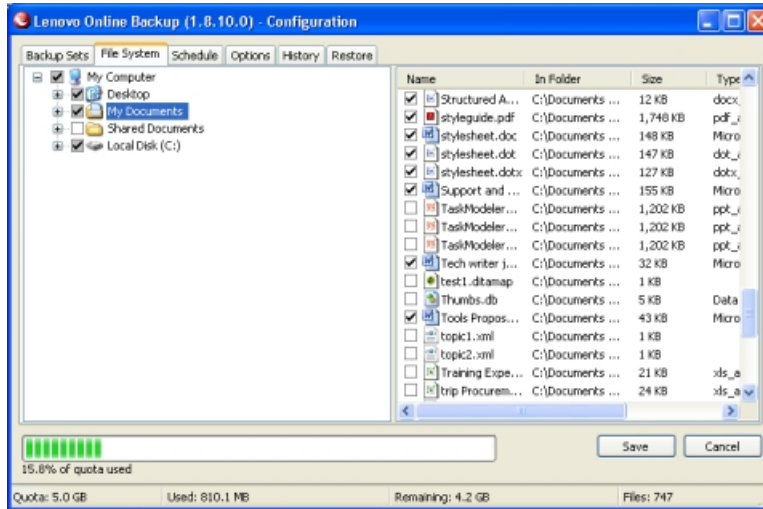 Lenovo Online Backup (1.8.10.0) - Configuration
Backup Sets File System Schedule Options History Restore
My Computer
Desktop
My Documents
Shared Documents
Local Disk (C:)
Name In Folder Size Type
Structured A... C:\Documents ... 12 KB docx_
styleguide.pdf C:\Documents ... 1,748 KB pdf_a
stylesheet.doc C:\Documents ... 148 KB Micro
stylesheet.dot C:\Documents ... 147 KB dot_a
stylesheet.dotx C:\Documents ... 127 KB dotx_
Support and ... C:\Documents ... 155 KB Micro
TaskModeler... C:\Documents ... 1,202 KB ppt_a
TaskModeler... C:\Documents ... 1,202 KB ppt_a
TaskModeler... C:\Documents ... 1,202 KB ppt_a
Tech writer j... C:\Documents ... 32 KB Micro
test1.ditamap C:\Documents ... 1 KB
Thumbs.db C:\Documents ... 5 KB Data
Tools Propos... C:\Documents ... 43 KB Micro
topic1.xml C:\Documents ... 1 KB
topic2.xml C:\Documents ... 1 KB
Training Expe... C:\Documents ... 21 KB xls_a
trip Procurem... C:\Documents ... 24 KB xls_a
Save Cancel
15.8% of quota used
Quota: 5.0 GB Used: 810.1 MB Remaining: 4.2 GB Files: 747